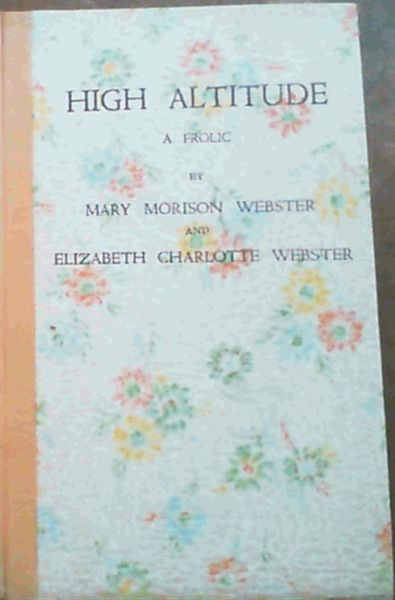 HIGH ALTITUDE
A FROLIC
BY
MARY MORISON WEBSTER
AND
ELIZABETH CHARLOTTE WEBSTER